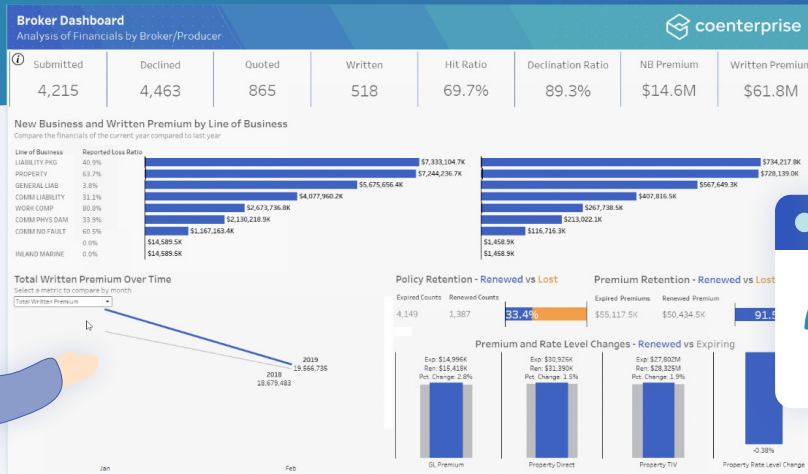 Broker Dashboard
Analysis of Financials by Broker/Producer
coenterprise
Submitted Declined Quoted Written Hit Ratio Declination Ratio NB Premium Written Premium
4,215 4,463 865 518 69.7% 89.3% $14.6M $61.8M
New Business and Written Premium by Line of Business
Compare the financials of the current year compared to last year
Line of Business Reported Loss Ratio
LIABILITY PKG 40.9% $7,333,104.7K $734,217.8K
PROPERTY 63.7% $7,244,236.7K $728,139.0K
GENERAL LIAB 3.8% $5,675,656.4K $567,649.3K
COMM LIABILITY 31.1% $4,077,960.2K $407,816.5K
WORK COMP 80.8% $2,673,736.8K $267,738.5K
COMM PHYS DAM 33.9% $2,130,218.9K $213,022.1K
COMM NO FAULT 60.5% $1,167,163.4K $116,716.3K
0.0% $14,589.5K $1,458.9K
INLAND MARINE 0.0% $14,589.5K $1,458.9K
Total Written Premium Over Time
Select a metric to compare by month
Total Written Premium
2019
19,566,735
2018
18,679,483
Jan Feb
Policy Retention - Renewed vs Lost
Expired Counts Renewed Counts
4,149 1,387 33.4%
Premium Retention - Renewed vs Lost
Expired Premiums Renewed Premium
$55,117.5K $50,434.5K 91.5
Premium and Rate Level Changes - Renewed vs Expiring
Exp: $14,996K Exp: $30,926K Exp: $27,802M
Ren: $15,418K Ren: $31,390K Ren: $28,325M
Pct. Change: 2.8% Pct. Change: 1.5% Pct. Change: 1.9%
-0.38%
GL Premium Property Direct Property TIV Property Rate Level Change